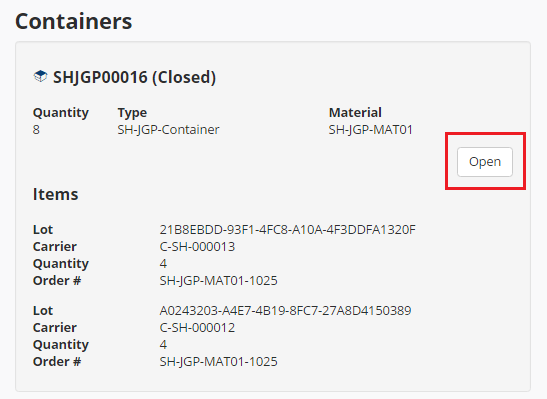 Containers
SHJGP00016 (Closed)
Quantity Type Material
8 SH-JGP-Container SH-JGP-MAT01
Open
Items
Lot 21B8EBDD-93F1-4FC8-A10A-4F3DDFA1320F
Carrier C-SH-000013
Quantity 4
Order # SH-JGP-MAT01-1025
Lot A0243203-A4E7-4B19-8FC7-27A8D4150389
Carrier C-SH-000012
Quantity 4
Order # SH-JGP-MAT01-1025